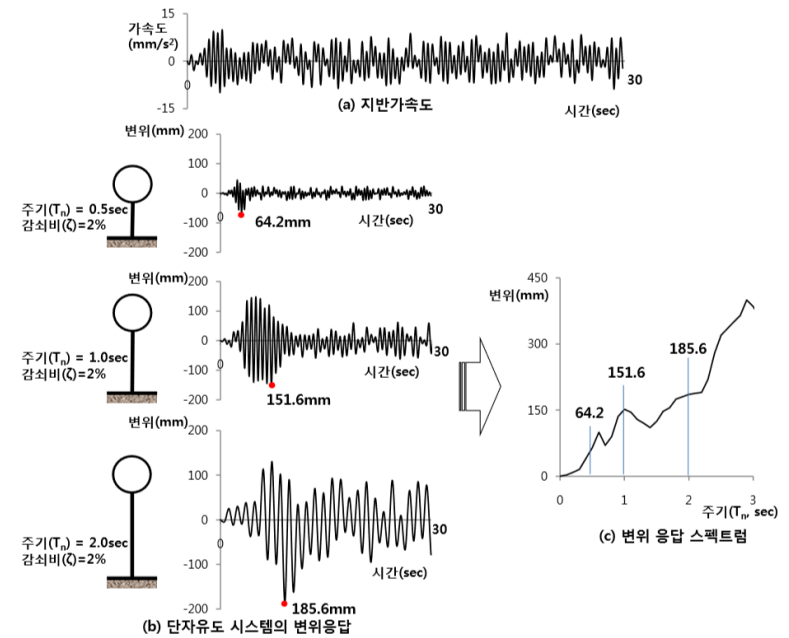 15
가속도
(mm/s²)
0
0
-15
30
(a) 지반가속도
시간(sec)
변위(mm)
200
100
0
0
-100
-200
주기(Tn) = 0.5sec
감쇠비(ζ)=2%
64.2mm
시간(sec)
30
변위(mm)
200
100
0
0
-100
-200
주기(Tn) = 1.0sec
감쇠비(ζ)=2%
151.6mm
시간(sec)
30
변위(mm)
200
100
0
0
-100
-200
주기(Tn) = 2.0sec
감쇠비(ζ)=2%
185.6mm
시간(sec)
30
(b) 단자유도 시스템의 변위응답
450
변위(mm)
300
150
0
64.2
151.6
185.6
0
1
2
3
주기(Tn, sec)
(c) 변위 응답 스펙트럼